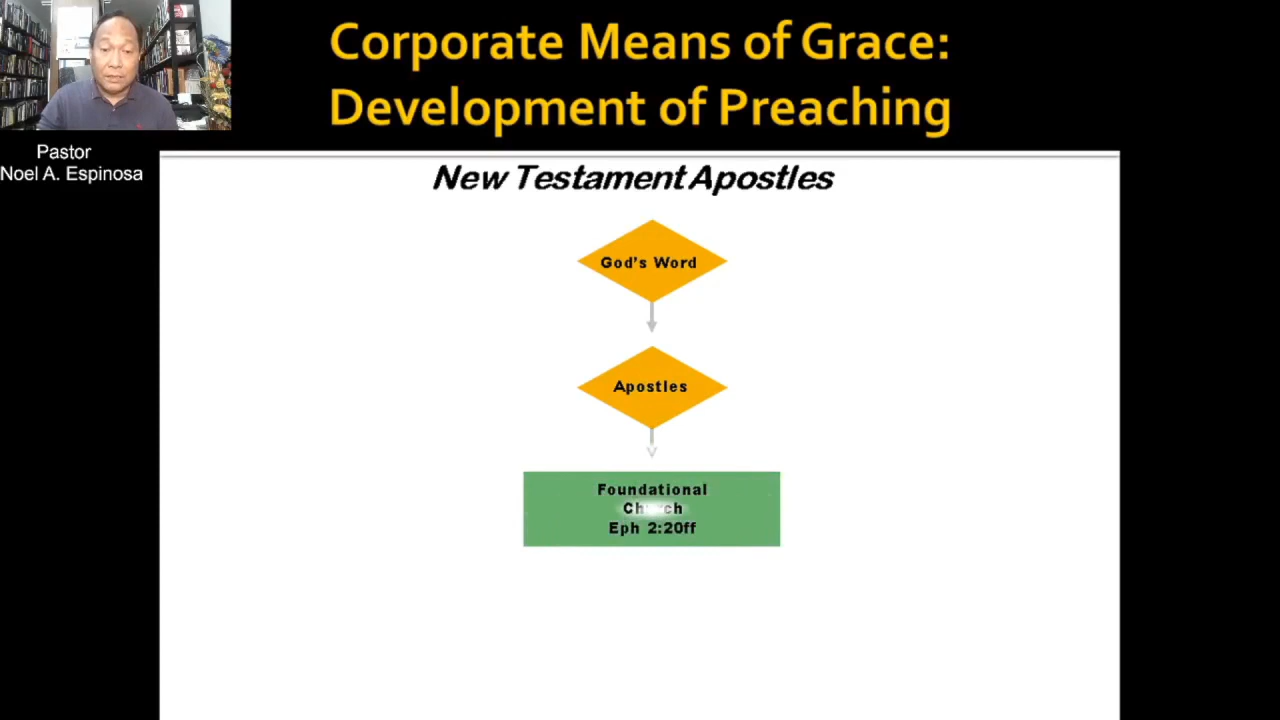 Corporate Means of Grace:
Development of Preaching
Pastor
Noel A. Espinosa
New Testament Apostles
God's Word
Apostles
Foundational
Church
Eph 2:20ff